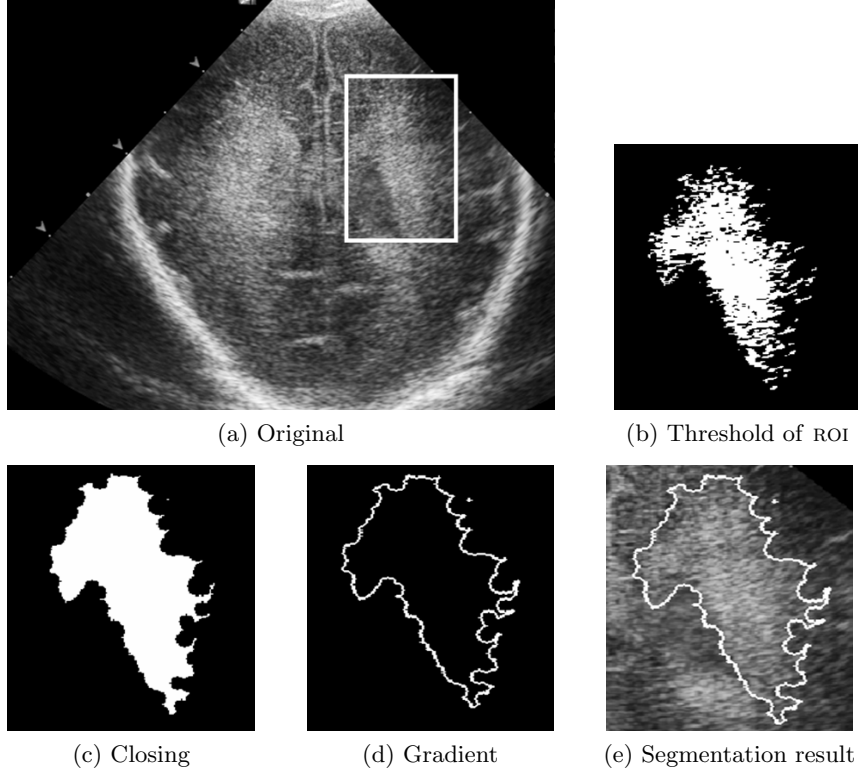 (a) Original
(b) Threshold of ROI
(c) Closing
(d) Gradient
(e) Segmentation result